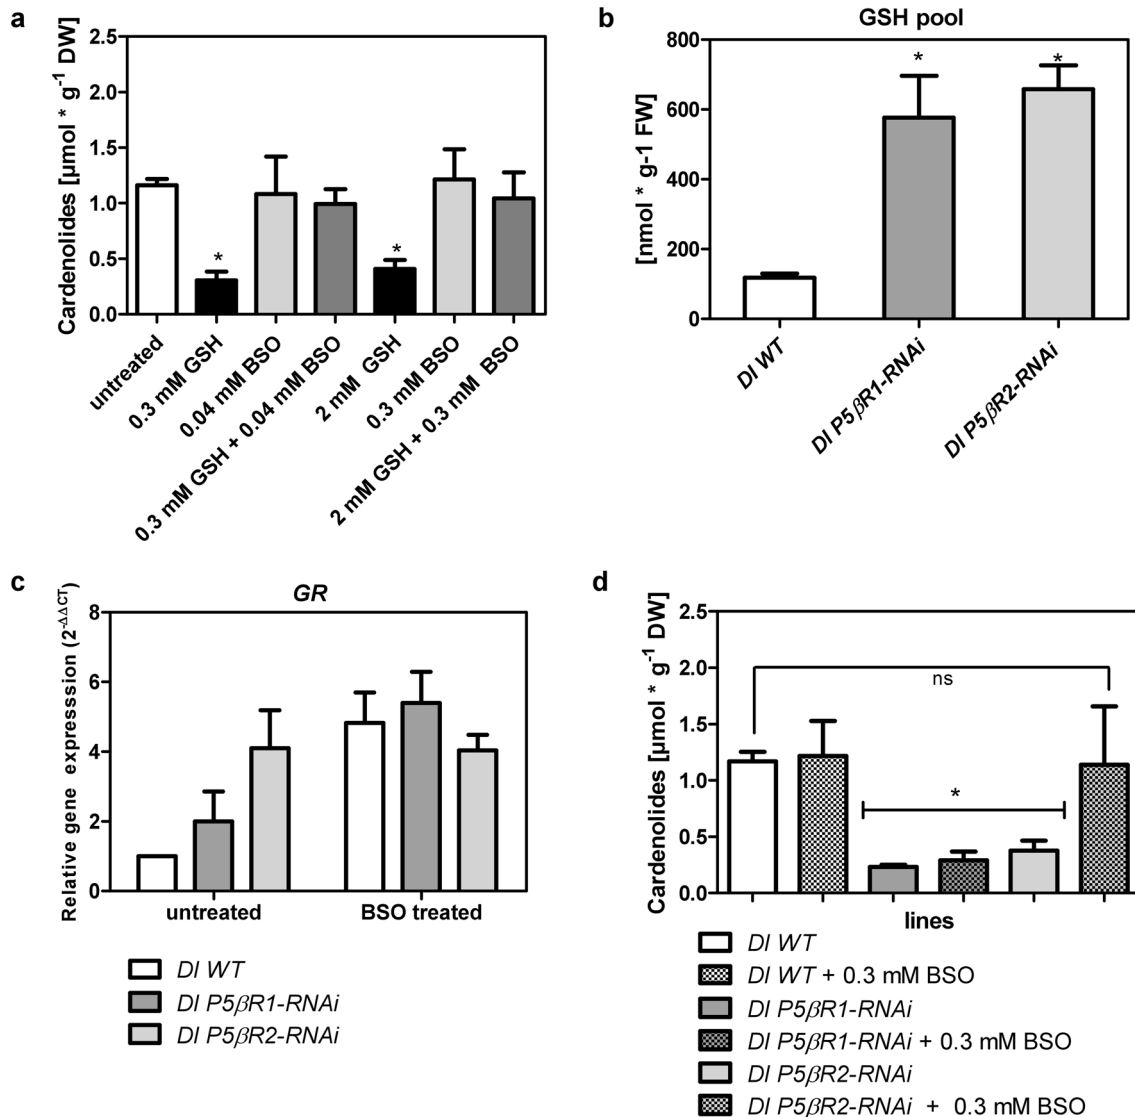 a
Cardenolides [µmol * g⁻¹ DW]
2.5
2.0
1.5
1.0
0.5
0.0
*
*
untreated
0.3 mM GSH
0.04 mM BSO
0.3 mM GSH + 0.04 mM BSO
2 mM GSH
0.3 mM BSO
2 mM GSH + 0.3 mM BSO
b
GSH pool
[nmol * g-1 FW]
800
600
400
200
0
*
*
Dl WT
Dl P5βR1-RNAi
Dl P5βR2-RNAi
c
GR
Relative gene expresssion (2^-ΔΔCT)
8
6
4
2
0
untreated
BSO treated
Dl WT
Dl P5βR1-RNAi
Dl P5βR2-RNAi
d
Cardenolides [µmol * g⁻¹ DW]
2.5
2.0
1.5
1.0
0.5
0.0
ns
*
lines
Dl WT
Dl WT + 0.3 mM BSO
Dl P5βR1-RNAi
Dl P5βR1-RNAi + 0.3 mM BSO
Dl P5βR2-RNAi
Dl P5βR2-RNAi + 0.3 mM BSO